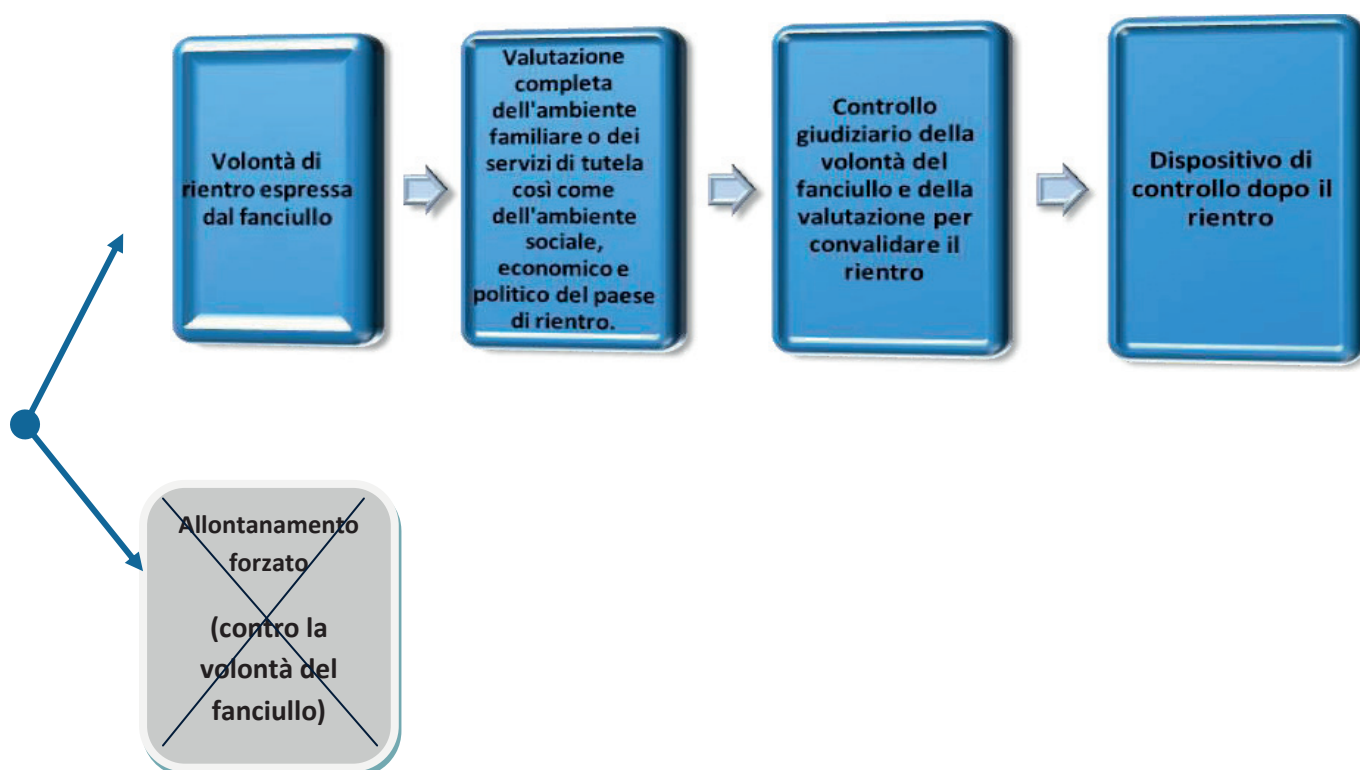 Volontà di
rientro espressa
dal fanciullo
Valutazione
completa
dell'ambiente
familiare o dei
servizi di tutela
così come
dell'ambiente
sociale,
economico e
politico del paese
di rientro.
Controllo
giudiziario della
volontà del
fanciullo e della
valutazione per
convalidare il
rientro
Dispositivo di
controllo dopo il
rientro
Allontanamento
forzato
(contro la
volontà del
fanciullo)